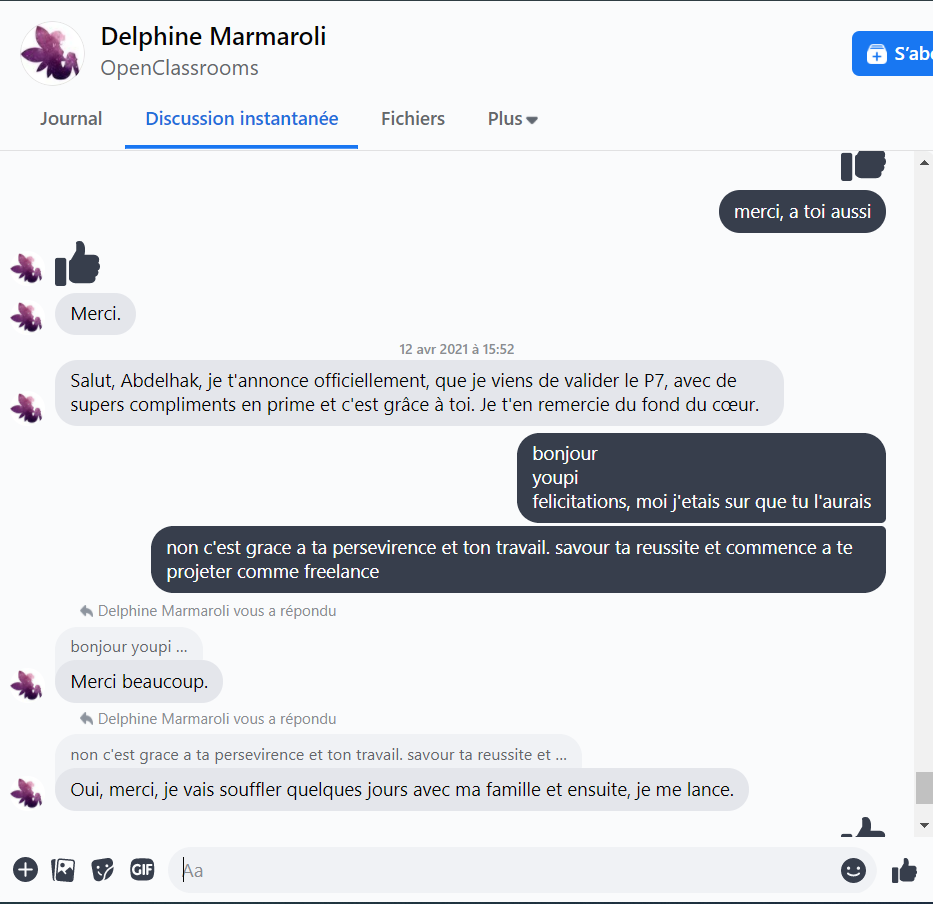 Delphine Marmaroli
OpenClassrooms
S'abo
Journal
Discussion instantanée
Fichiers
Plus
merci, a toi aussi
Merci.
12 avr 2021 à 15:52
Salut, Abdelhak, je t'annonce officiellement, que je viens de valider le P7, avec de
supers compliments en prime et c'est grâce à toi. Je t'en remercie du fond du cœur.
bonjour
youpi
felicitations, moi j'etais sur que tu l'aurais
non c'est grace a ta persevirence et ton travail. savour ta reussite et commence a te
projeter comme freelance
Delphine Marmaroli vous a répondu
bonjour youpi ...
Merci beaucoup.
Delphine Marmaroli vous a répondu
non c'est grace a ta persevirence et ton travail. savour ta reussite et ...
Oui, merci, je vais souffler quelques jours avec ma famille et ensuite, je me lance.
GIF
Aa